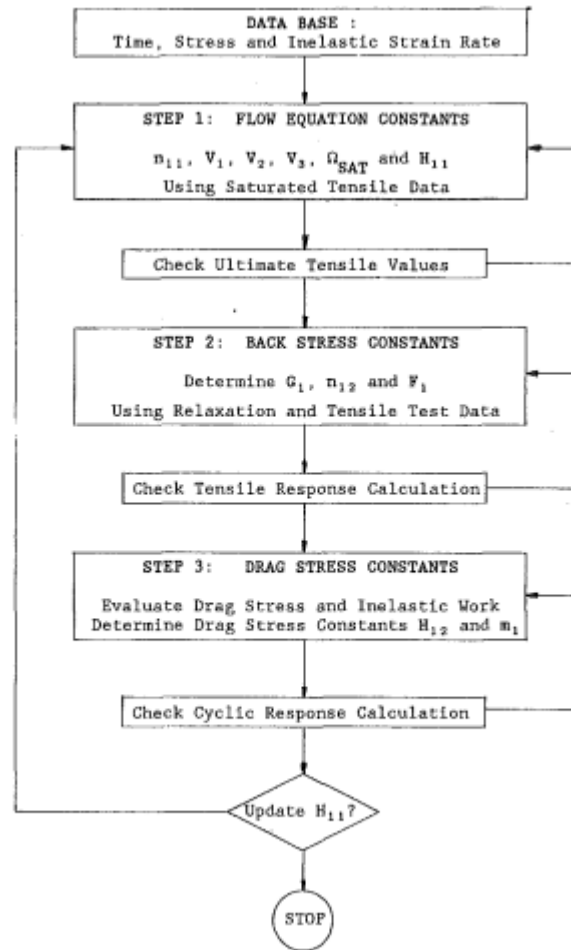 DATA BASE :
Time, Stress and Inelastic Strain Rate
STEP 1: FLOW EQUATION CONSTANTS
n₁₁, V₁, V₂, V₃, Ω_SAT and H₁₁
Using Saturated Tensile Data
Check Ultimate Tensile Values
STEP 2: BACK STRESS CONSTANTS
Determine G₁, n₁₂ and F₁
Using Relaxation and Tensile Test Data
Check Tensile Response Calculation
STEP 3: DRAG STRESS CONSTANTS
Evaluate Drag Stress and Inelastic Work
Determine Drag Stress Constants H₁₂ and m₁
Check Cyclic Response Calculation
Update H₁₁?
STOP